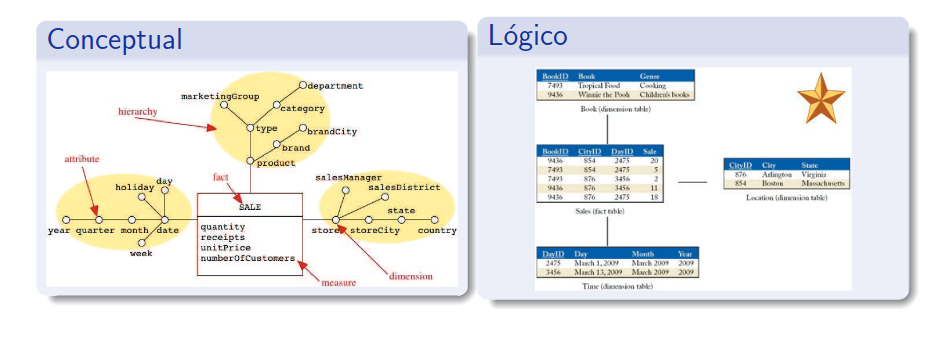 Conceptual
department
marketingGroup
category
hierarchy
type
brandCity
brand
product
attribute
fact
day
holiday
salesManager
salesDistrict
SALE
state
year quarter month date
store storeCity country
week
quantity
receipts
unitPrice
numberOfCustomers
dimension
measure
Lógico
BookID Book Genre
7493 Tropical Food Cooking
9436 Winnie the Pooh Children's books
Book (dimension table)
BookID CityID DayID Sale
9436 854 2475 20
7493 854 2475 5
7493 876 3456 2
9436 876 3456 11
9436 876 2475 18
Sales (fact table)
CityID City State
876 Arlington Virginia
854 Boston Massachusetts
Location (dimension table)
DayID Day Month Year
2475 March 1, 2009 March 2009 2009
3456 March 13, 2009 March 2009 2009
Time (dimension table)